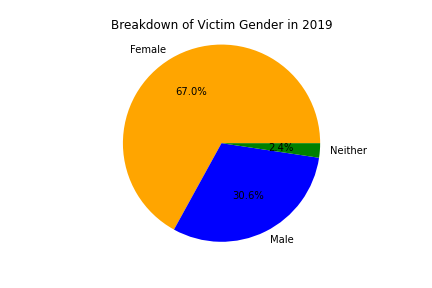 Breakdown of Victim Gender in 2019
Female
67.0%
2.4%
Neither
30.6%
Male